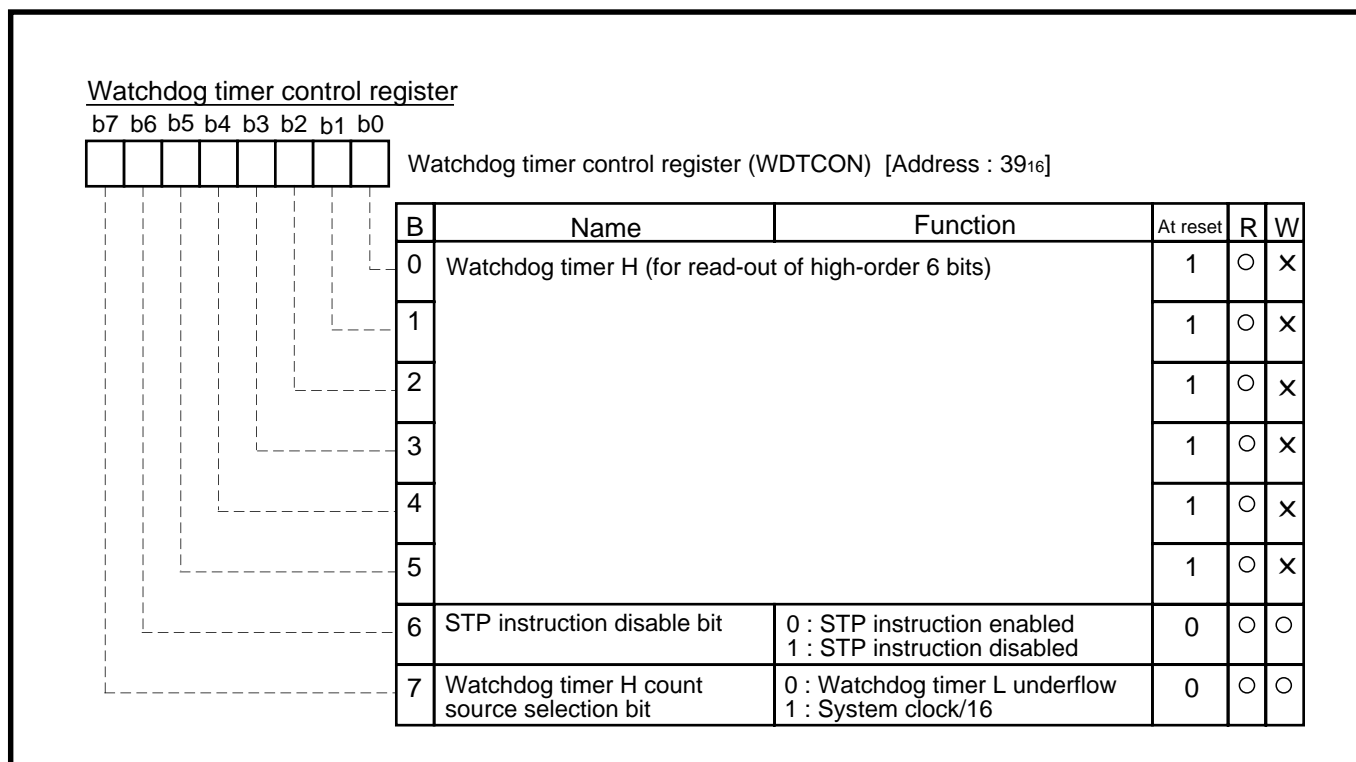 Watchdog timer control register
b7 b6 b5 b4 b3 b2 b1 b0
Watchdog timer control register (WDTCON) [Address : 3916]
B Name Function At reset R W
0 Watchdog timer H (for read-out of high-order 6 bits) 1 ○ ×
1 1 ○ ×
2 1 ○ ×
3 1 ○ ×
4 1 ○ ×
5 1 ○ ×
6 STP instruction disable bit 0 : STP instruction enabled 0 ○ ○
1 : STP instruction disabled
7 Watchdog timer H count 0 : Watchdog timer L underflow 0 ○ ○
source selection bit 1 : System clock/16